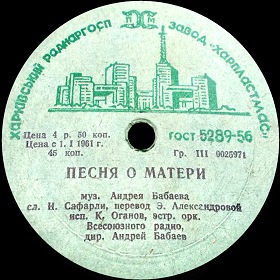 ХАРКІВСЬКИЙ РАДНАРГОСП ЗАВОД „ХАРПЛАСТМАС"
Цена 4 р. 50 коп.
Цена с 1. I 1961 г.
45 коп.
ГОСТ 5289-56
Гр. III 0025971
ПЕСНЯ О МАТЕРИ
муз. Андрея Бабаева
сл. И. Сафарли, перевод Э. Александровой
исп. К. Оганов, эстр. орк.
Всесоюзного радио,
дир. Андрей Бабаев